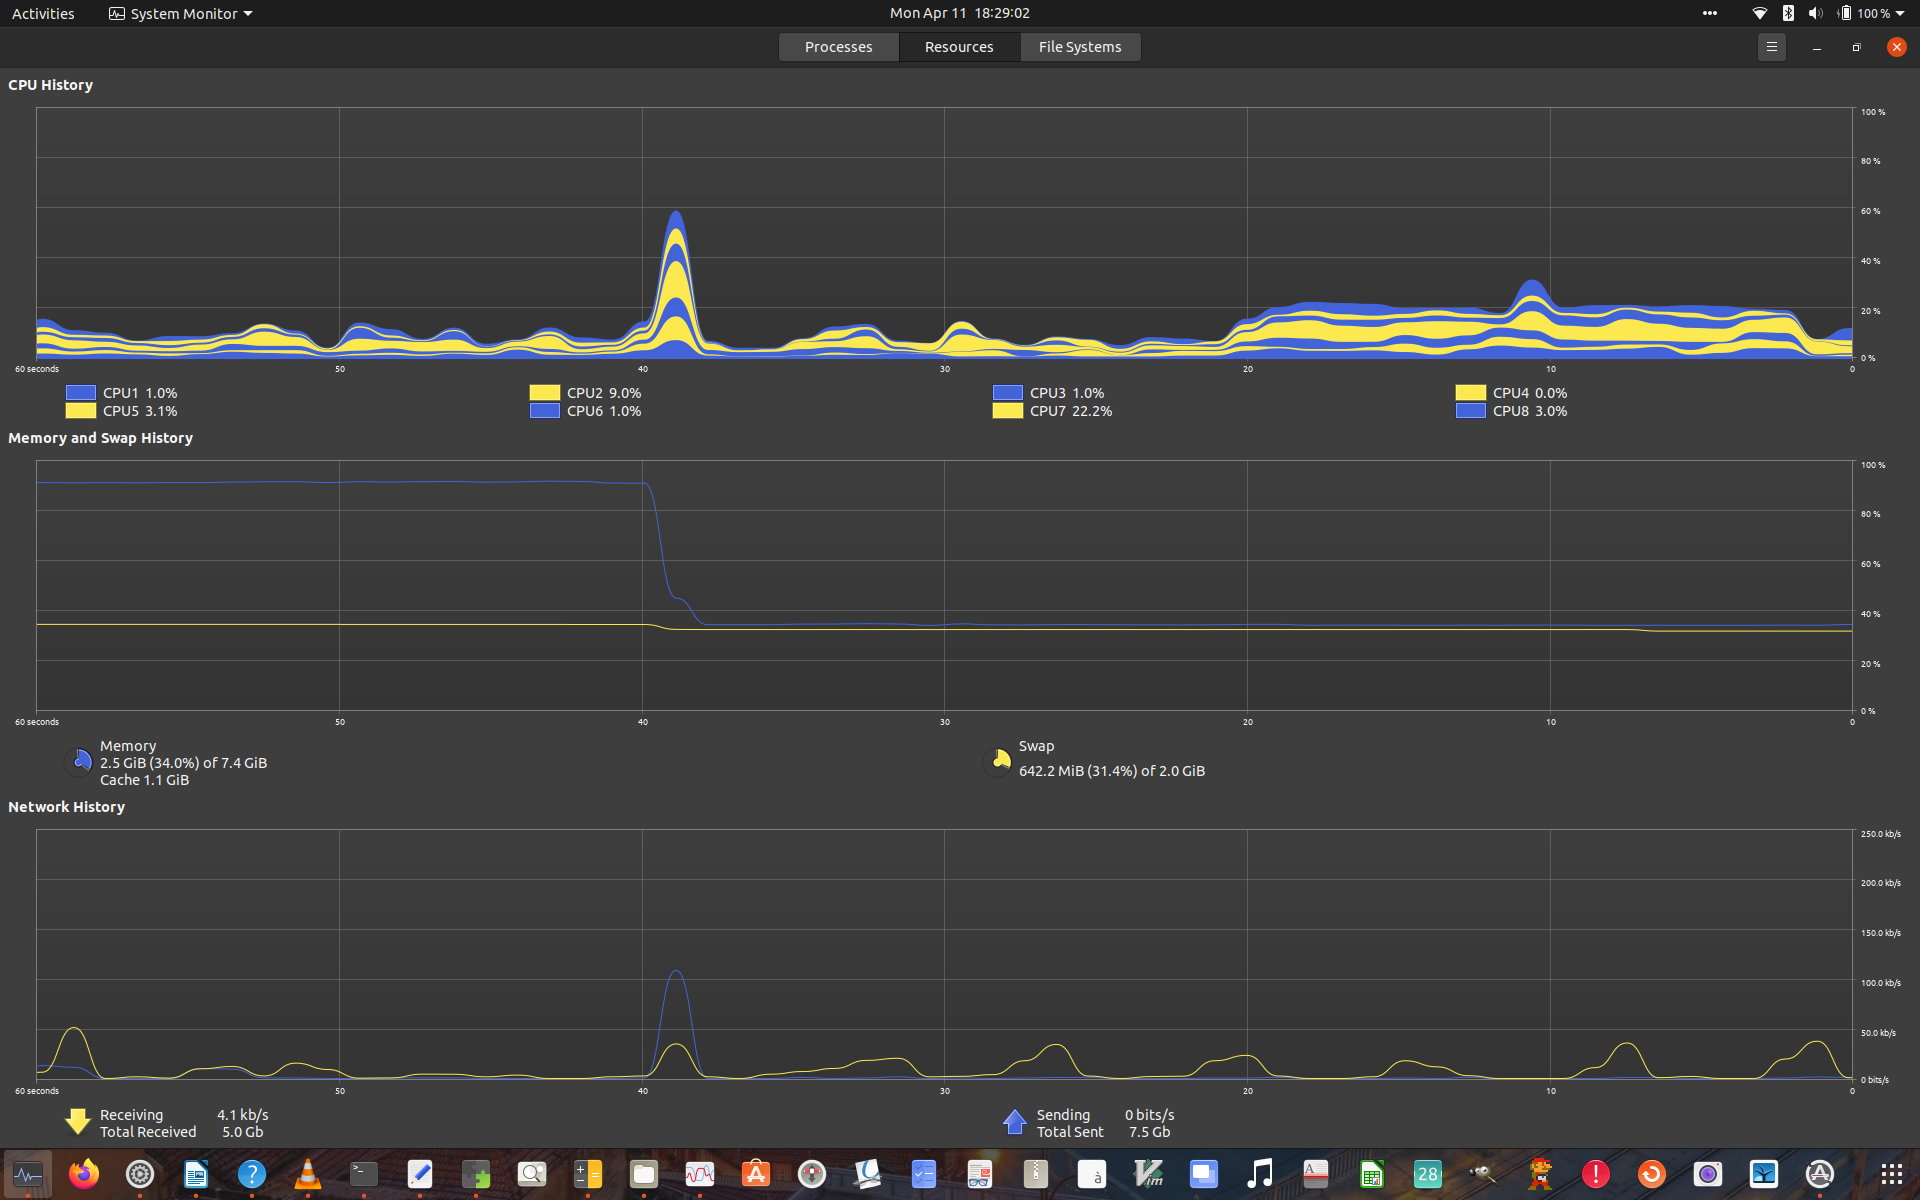 Activities System Monitor Mon Apr 11 18:29:02 100 %
Processes Resources File Systems
CPU History
100 %
80 %
60 %
40 %
20 %
0 %
60 seconds 50 40 30 20 10 0
CPU1 1.0% CPU2 9.0% CPU3 1.0% CPU4 0.0%
CPU5 3.1% CPU6 1.0% CPU7 22.2% CPU8 3.0%
Memory and Swap History
100 %
80 %
60 %
40 %
20 %
0 %
60 seconds 50 40 30 20 10 0
Memory
2.5 GiB (34.0%) of 7.4 GiB
Cache 1.1 GiB
Swap
642.2 MiB (31.4%) of 2.0 GiB
Network History
250.0 kb/s
200.0 kb/s
150.0 kb/s
100.0 kb/s
50.0 kb/s
0 bits/s
60 seconds 50 40 30 20 10 0
Receiving 4.1 kb/s
Total Received 5.0 Gb
Sending 0 bits/s
Total Sent 7.5 Gb
? >_ à Vim A 28 !